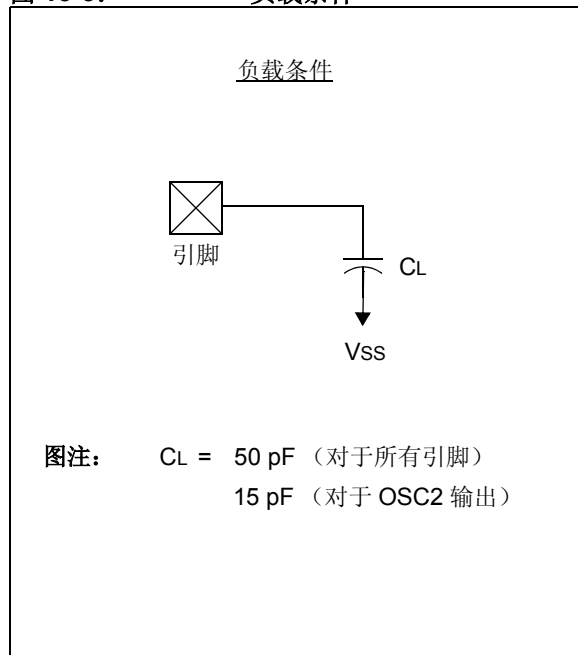 负载条件
引脚
CL
VSS
图注： CL = 50 pF （对于所有引脚）
15 pF （对于 OSC2 输出）